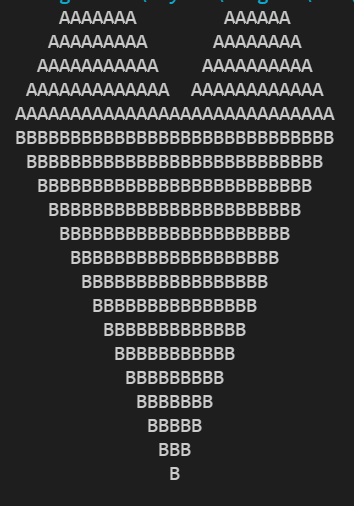 AAAAAAA        AAAAAA
   AAAAAAAAA      AAAAAAAA
  AAAAAAAAAAA    AAAAAAAAAA
 AAAAAAAAAAAAA  AAAAAAAAAAAA
AAAAAAAAAAAAAAAAAAAAAAAAAAAAA
BBBBBBBBBBBBBBBBBBBBBBBBBBBBB
 BBBBBBBBBBBBBBBBBBBBBBBBBBB
  BBBBBBBBBBBBBBBBBBBBBBBBB
   BBBBBBBBBBBBBBBBBBBBBBB
    BBBBBBBBBBBBBBBBBBBBB
     BBBBBBBBBBBBBBBBBBB
      BBBBBBBBBBBBBBBBB
       BBBBBBBBBBBBBBB
        BBBBBBBBBBBBB
         BBBBBBBBBBB
          BBBBBBBBB
           BBBBBBB
            BBBBB
             BBB
              B